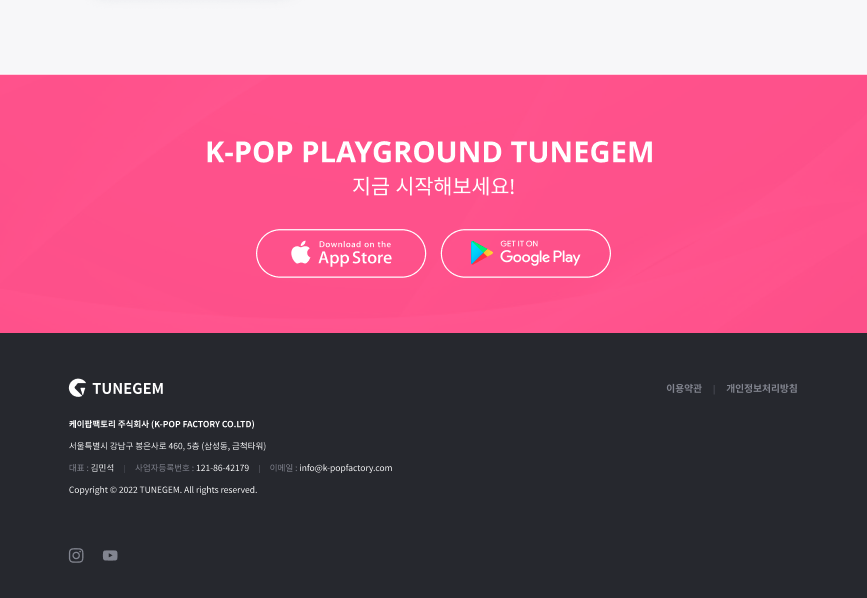 K-POP PLAYGROUND TUNEGEM
지금 시작해보세요!
Download on the
App Store
GET IT ON
Google Play
TUNEGEM
이용약관 | 개인정보처리방침
케이팝팩토리 주식회사 (K-POP FACTORY CO.LTD)
서울특별시 강남구 봉은사로 460, 5층 (삼성동, 금척타워)
대표 : 김민석 | 사업자등록번호 : 121-86-42179 | 이메일 : info@k-popfactory.com
Copyright © 2022 TUNEGEM. All rights reserved.